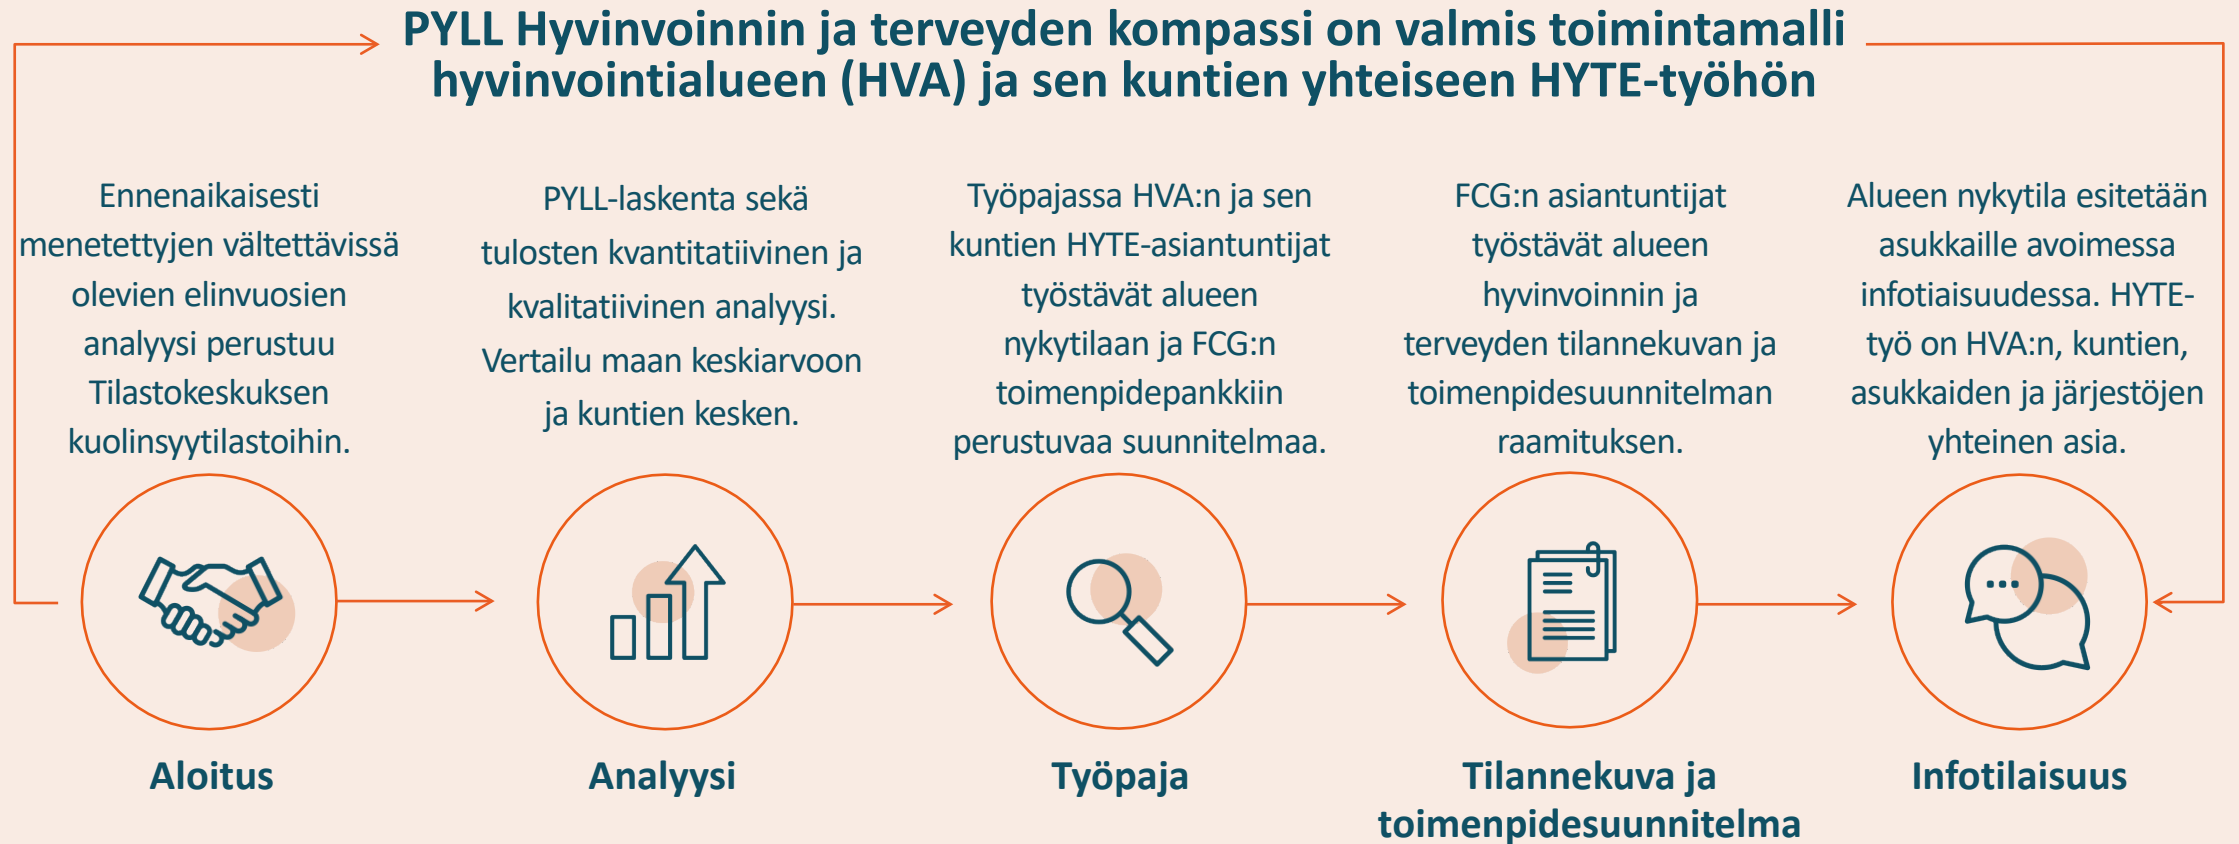 PYLL Hyvinvoinnin ja terveyden kompassi on valmis toimintamalli
hyvinvointialueen (HVA) ja sen kuntien yhteiseen HYTE-työhön
Ennenaikaisesti
menetettyjen vältettävissä
olevien elinvuosien
analyysi perustuu
Tilastokeskuksen
kuolinsyytilastoihin.
PYLL-laskenta sekä
tulosten kvantitatiivinen ja
kvalitatiivinen analyysi.
Vertailu maan keskiarvoon
ja kuntien kesken.
Työpajassa HVA:n ja sen
kuntien HYTE-asiantuntijat
työstävät alueen
nykytilaan ja FCG:n
toimenpidepankkiin
perustuvaa suunnitelmaa.
FCG:n asiantuntijat
työstävät alueen
hyvinvoinnin ja
terveyden tilannekuvan ja
toimenpidesuunnitelman
raamituksen.
Alueen nykytila esitetään
asukkaille avoimessa
infotiaisuudessa. HYTE-
työ on HVA:n, kuntien,
asukkaiden ja järjestöjen
yhteinen asia.
Aloitus
Analyysi
Työpaja
Tilannekuva ja
toimenpidesuunnitelma
Infotilaisuus